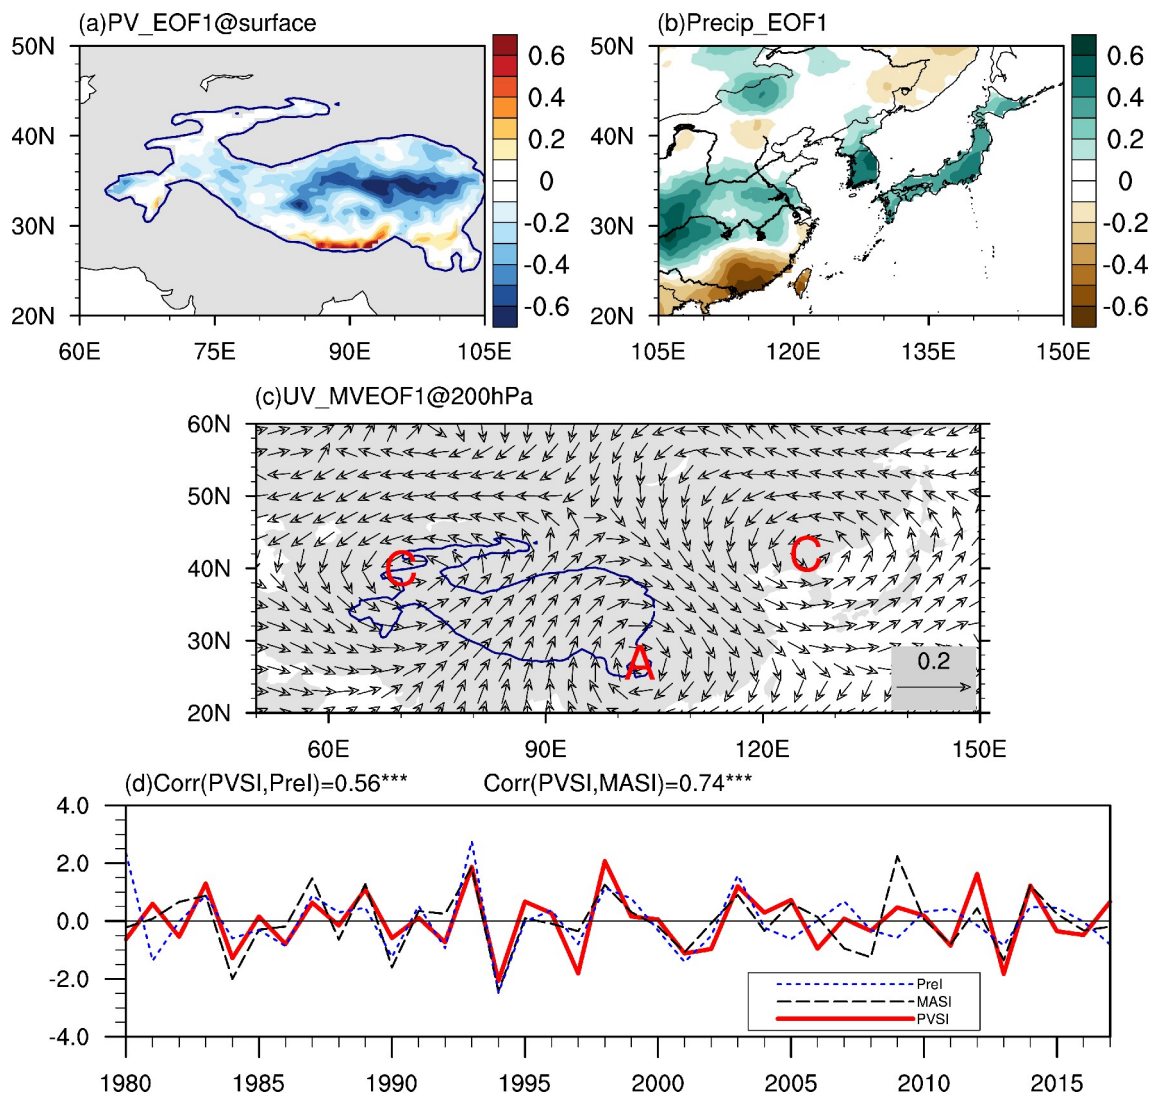 (a)PV_EOF1@surface
(b)Precip_EOF1
50N
40N
30N
20N
60E 75E 90E 105E
0.6
0.4
0.2
0
-0.2
-0.4
-0.6
50N
40N
30N
20N
105E 120E 135E 150E
0.6
0.4
0.2
0
-0.2
-0.4
-0.6
(c)UV_MVEOF1@200hPa
60N
50N
40N
30N
20N
C
C
A
0.2
60E 90E 120E 150E
(d)Corr(PVSI,PreI)=0.56*** Corr(PVSI,MASI)=0.74***
4.0
2.0
0.0
-2.0
-4.0
PreI
MASI
PVSI
1980 1985 1990 1995 2000 2005 2010 2015